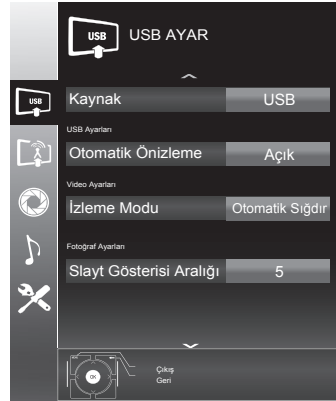 USB
USB AYAR
USB
Kaynak USB
USB Ayarları
Otomatik Önizleme Açık
Video Ayarları
İzleme Modu Otomatik Sığdır
Fotoğraf Ayarları
Slayt Gösterisi Aralığı 5
OK
Çıkış
Geri